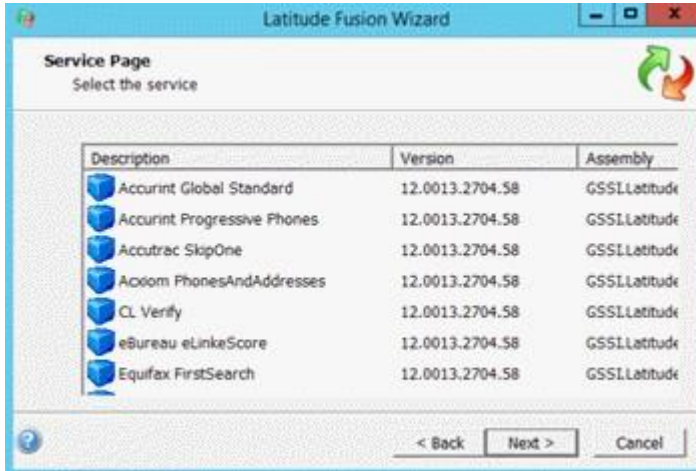 Latitude Fusion Wizard
Service Page
Select the service
Description Version Assembly
Accurint Global Standard 12.0013.2704.58 GSSI.Latitude
Accurint Progressive Phones 12.0013.2704.58 GSSI.Latitude
Accutrac SkipOne 12.0013.2704.58 GSSI.Latitude
Acxiom PhonesAndAddresses 12.0013.2704.58 GSSI.Latitude
CL Verify 12.0013.2704.58 GSSI.Latitude
eBureau eLinkeScore 12.0013.2704.58 GSSI.Latitude
Equifax FirstSearch 12.0013.2704.58 GSSI.Latitude
? < Back Next > Cancel